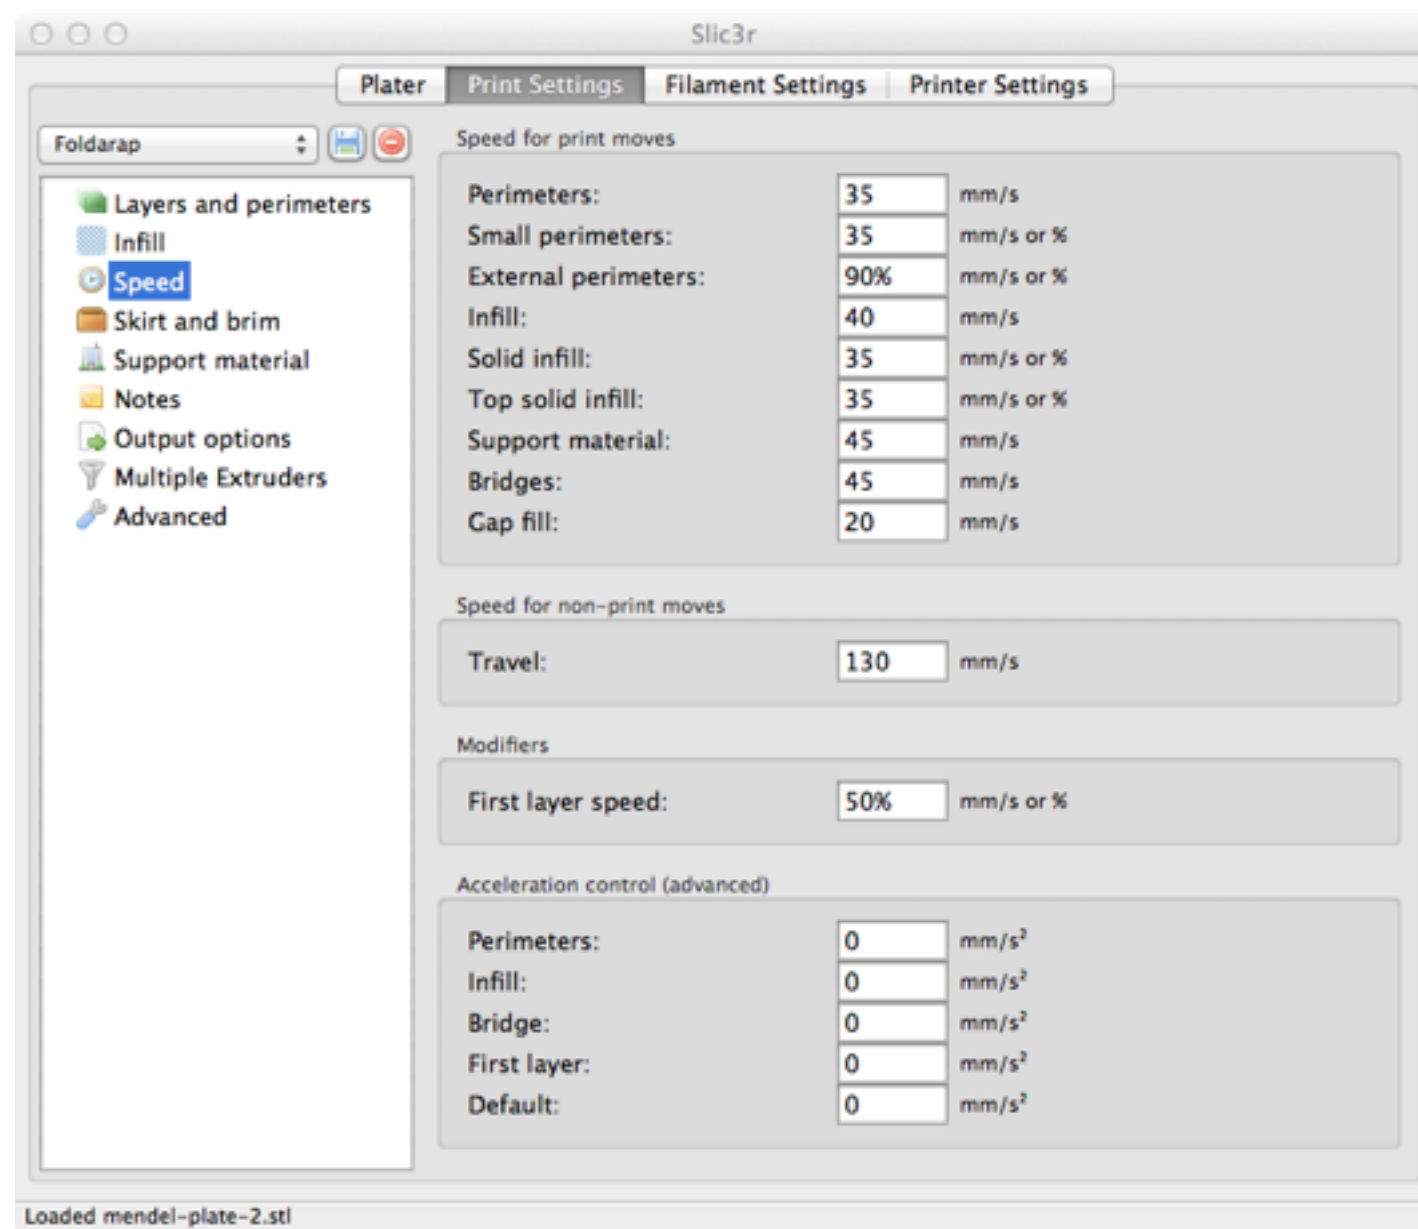 Slic3r
Plater Print Settings Filament Settings Printer Settings
Foldarap
Layers and perimeters
Infill
Speed
Skirt and brim
Support material
Notes
Output options
Multiple Extruders
Advanced
Speed for print moves
Perimeters: 35 mm/s
Small perimeters: 35 mm/s or %
External perimeters: 90% mm/s or %
Infill: 40 mm/s
Solid infill: 35 mm/s or %
Top solid infill: 35 mm/s or %
Support material: 45 mm/s
Bridges: 45 mm/s
Gap fill: 20 mm/s
Speed for non-print moves
Travel: 130 mm/s
Modifiers
First layer speed: 50% mm/s or %
Acceleration control (advanced)
Perimeters: 0 mm/s²
Infill: 0 mm/s²
Bridge: 0 mm/s²
First layer: 0 mm/s²
Default: 0 mm/s²
Loaded mendel-plate-2.stl